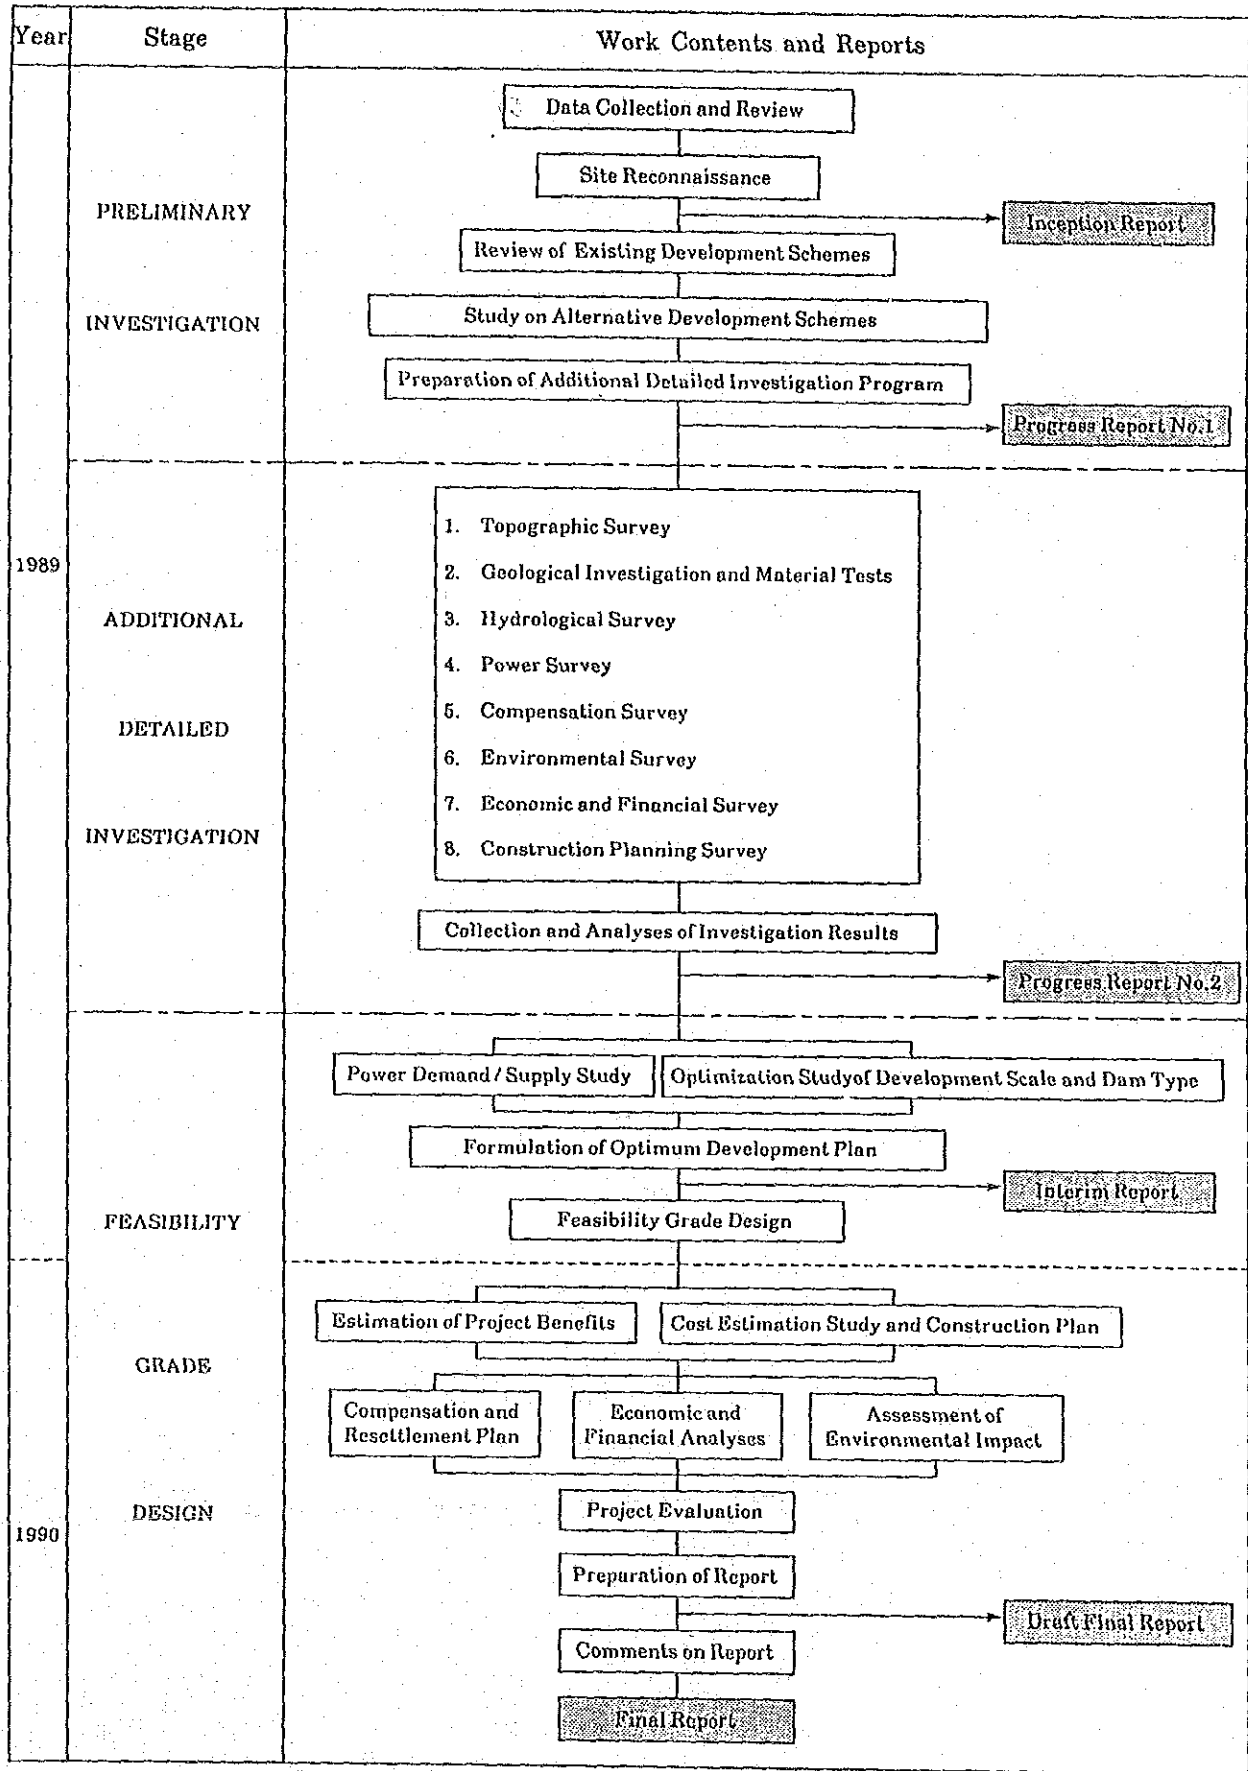 Year
Stage
Work Contents and Reports
Data Collection and Review
Site Reconnaissance
PRELIMINARY
Inception Report
Review of Existing Development Schemes
INVESTIGATION
Study on Alternative Development Schemes
Preparation of Additional Detailed Investigation Program
Progress Report No.1
1989
ADDITIONAL
DETAILED
INVESTIGATION
1. Topographic Survey
2. Geological Investigation and Material Tests
3. Hydrological Survey
4. Power Survey
5. Compensation Survey
6. Environmental Survey
7. Economic and Financial Survey
8. Construction Planning Survey
Collection and Analyses of Investigation Results
Progress Report No.2
Power Demand / Supply Study
Optimization Studyof Development Scale and Dam Type
Formulation of Optimum Development Plan
Interim Report
FEASIBILITY
Feasibility Grade Design
Estimation of Project Benefits
Cost Estimation Study and Construction Plan
GRADE
Compensation and
Resettlement Plan
Economic and
Financial Analyses
Assessment of
Environmental Impact
DESIGN
Project Evaluation
1990
Preparation of Report
Draft Final Report
Comments on Report
Final Report